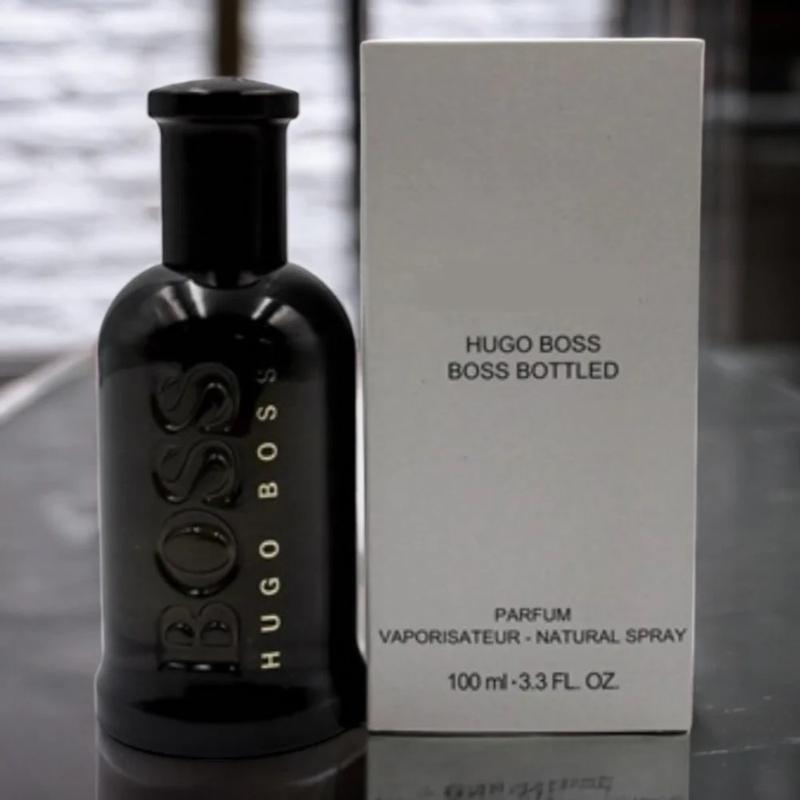 BOSS
HUGO BOSS
HUGO BOSS
BOSS BOTTLED
PARFUM
VAPORISATEUR - NATURAL SPRAY
100 ml · 3.3 FL. OZ.